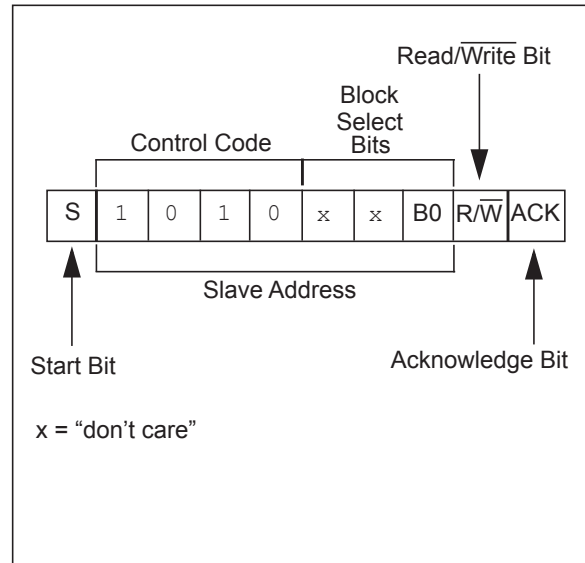 Read/Write Bit
Block
Select
Bits
Control Code
S 1 0 1 0 x x B0 R/W ACK
Slave Address
Start Bit
Acknowledge Bit
x = “don’t care”